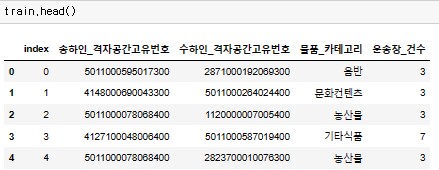 train.head()
index 송하인_격자공간고유번호 수하인_격자공간고유번호 물품_카테고리 운송장_건수
0 0 5011000595017300 2871000192069300 음반 3
1 1 4148000690043300 5011000264024400 문화컨텐츠 3
2 2 5011000078068400 1120000007005400 농산물 3
3 3 4127100048006400 5011000587019400 기타식품 7
4 4 5011000078068400 2823700010076300 농산물 3